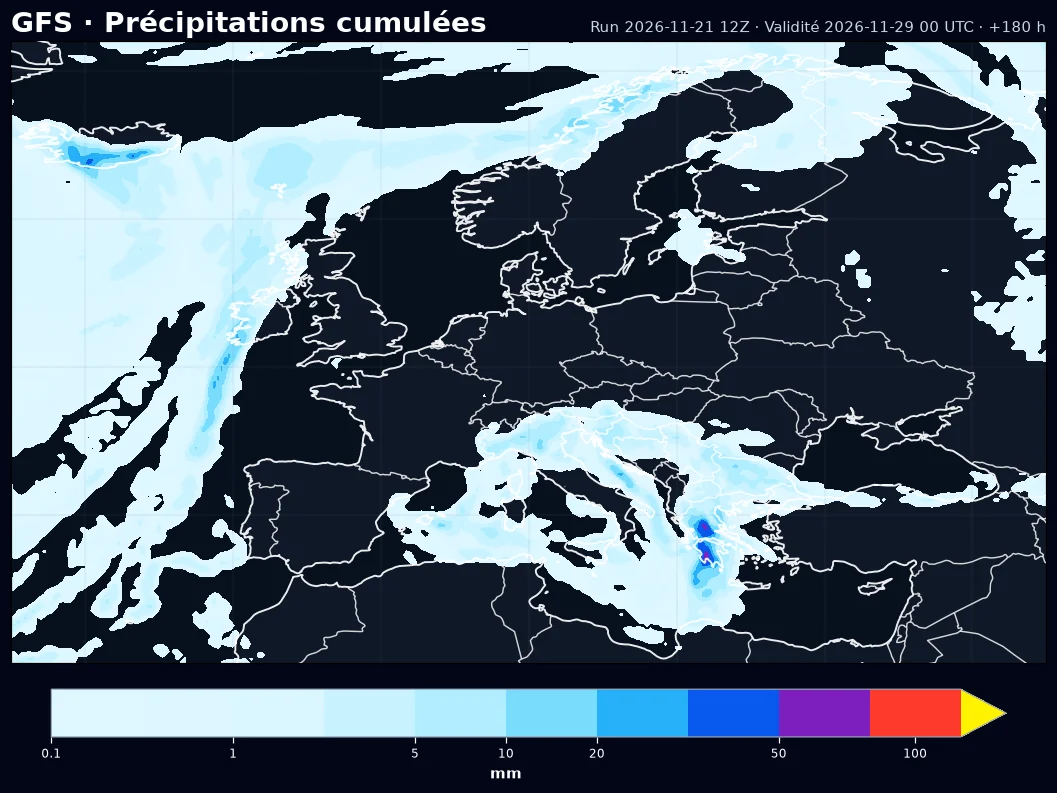 GFS · Précipitations cumulées
Run 2026-11-21 12Z · Validité 2026-11-29 00 UTC · +180 h
0.1 1 5 10 20 50 100
mm